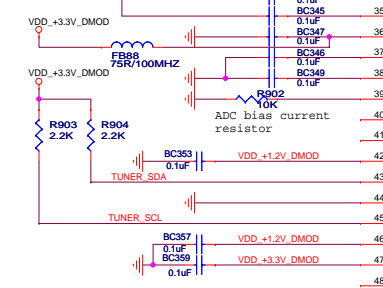 0.1uF
BC345
35
0.1uF
VDD_+3.3V_DMOD
BC347
36
0.1uF
BC346
37
FB88
75R/100MHZ
0.1uF
BC349
38
VDD_+3.3V_DMOD
0.1uF
R902
39
10K
ADC bias current
resistor
40
R903
2.2K
R904
2.2K
41
BC353
VDD_+1.2V_DMOD
42
0.1uF
TUNER_SDA
43
44
TUNER_SCL
45
BC357
VDD_+1.2V_DMOD
46
0.1uF
BC359
VDD_+3.3V_DMOD
47
0.1uF
48